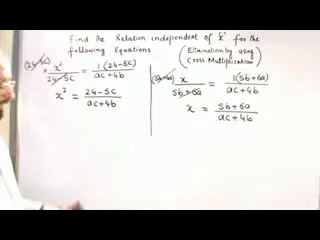 Find the Relation independent of 'x' for the
following Equations (Elimination by using
Cross Multiplication)
(24-5c) × x²/24-5c = 1(24-5c)/ac+4b
x² = 24-5c/ac+4b
(5b+6a) x/5b+6a = 1(5b+6a)/ac+4b
x = 5b+6a/ac+4b